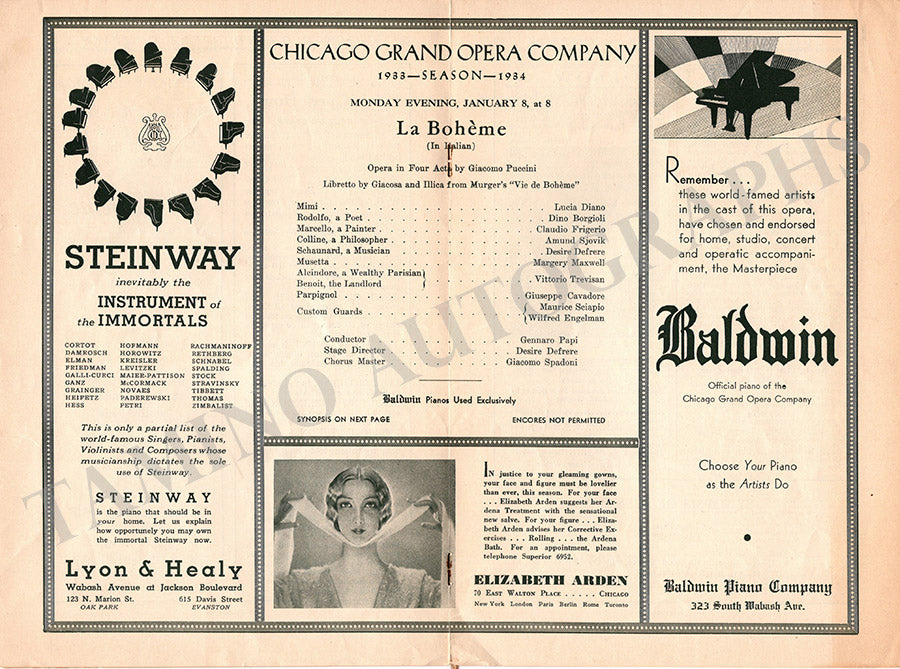 STEINWAY
inevitably the
INSTRUMENT of
the IMMORTALS
CORTOT HOFMANN RACHMANINOFF
DAMROSCH HOROWITZ RETHBERG
ELMAN KREISLER SCHNABEL
FRIEDMAN LEVITZKI SPALDING
GALLI-CURCI MAIER-PATTISON STOCK
GANZ McCORMACK STRAVINSKY
GRAINGER NOVAES TIBBETT
HEIFETZ PADEREWSKI THOMAS
HESS PETRI ZIMBALIST
This is only a partial list of the
world-famous Singers, Pianists,
Violinists and Composers whose
musicianship dictates the sole
use of Steinway.
STEINWAY
is the piano that should be in
your home. Let us explain
how opportunely you may own
the immortal Steinway now.
Lyon & Healy
Wabash Avenue at Jackson Boulevard
123 N. Marion St. 615 Davis Street
OAK PARK EVANSTON
CHICAGO GRAND OPERA COMPANY
1933—SEASON—1934
MONDAY EVENING, JANUARY 8, at 8
La Bohème
(In Italian)
Opera in Four Acts by Giacomo Puccini
Libretto by Giacosa and Illica from Murger's "Vie de Bohème"
Mimi . . . . . . . . . . . . . . . . Lucia Diano
Rodolfo, a Poet . . . . . . . . . . . . Dino Borgioli
Marcello, a Painter . . . . . . . . . . . Claudio Frigerio
Colline, a Philosopher . . . . . . . . . . Amund Sjovik
Schaunard, a Musician . . . . . . . . . . Desire Defrere
Musetta . . . . . . . . . . . . . . . Margery Maxwell
Alcindore, a Wealthy Parisian)
Benoit, the Landlord ) . . . . . . . . Vittorio Trevisan
Parpignol . . . . . . . . . . . . . . Giuseppe Cavadore
Custom Guards . . . . . . . . . . . . (Maurice Sciapio
(Wilfred Engelman
Conductor . . . . . . . . . . . Gennaro Papi
Stage Director . . . . . . . . . . Desire Defrere
Chorus Master . . . . . . . . . . Giacomo Spadoni
Baldwin Pianos Used Exclusively
SYNOPSIS ON NEXT PAGE ENCORES NOT PERMITTED
IN justice to your gleaming gowns,
your face and figure must be lovelier
than ever, this season. For your face
. . . Elizabeth Arden suggests her Ar-
dena Treatment with the sensational
new salve. For your figure . . . Eliza-
beth Arden advises her Corrective Ex-
ercises . . . Rolling . . . the Ardena
Bath. For an appointment, please
telephone Superior 6952.
ELIZABETH ARDEN
70 EAST WALTON PLACE . . . . . CHICAGO
New York London Paris Berlin Rome Toronto
Remember . . .
these world-famed artists
in the cast of this opera,
have chosen and endorsed
for home, studio, concert
and operatic accompani-
ment, the Masterpiece
Baldwin
Official piano of the
Chicago Grand Opera Company
Choose Your Piano
as the Artists Do
Baldwin Piano Company
323 South Wabash Ave.
TAMINO AUTOGRAPHS